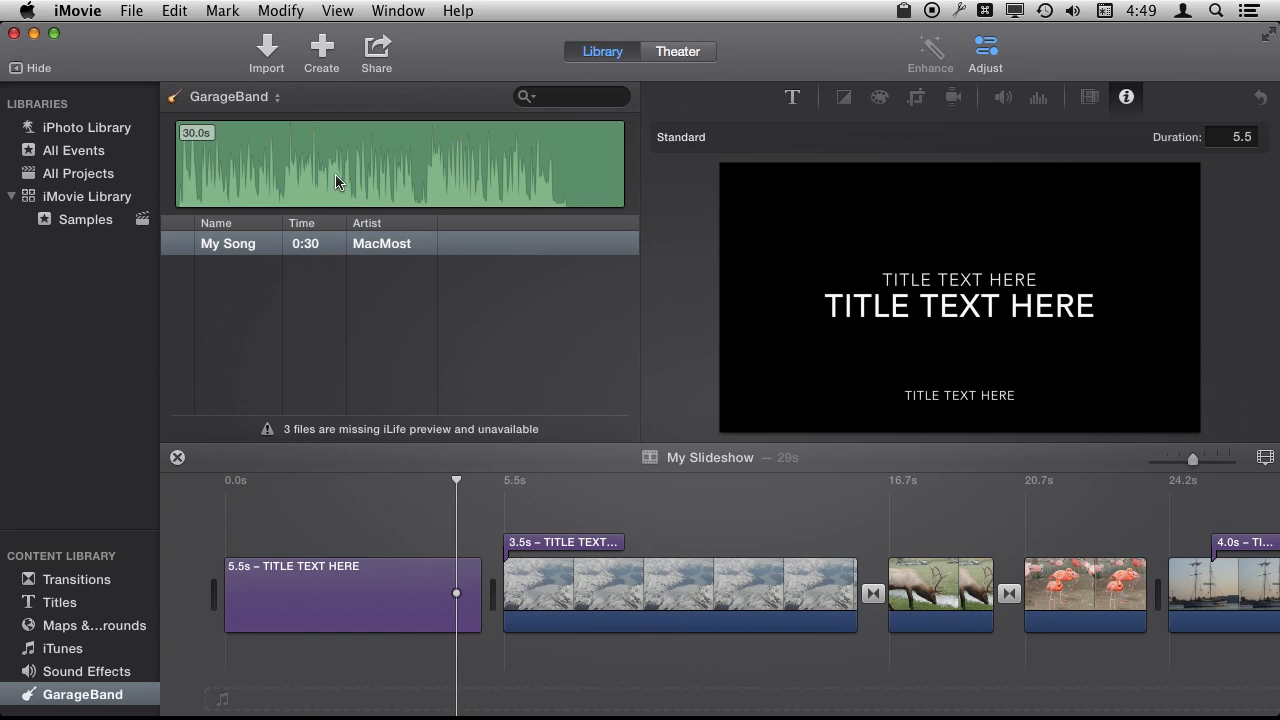 iMovie File Edit Mark Modify View Window Help 4:49
Hide Import Create Share Library Theater Enhance Adjust
LIBRARIES
iPhoto Library
All Events
All Projects
iMovie Library
Samples
GarageBand
30.0s
Name Time Artist
My Song 0:30 MacMost
3 files are missing iLife preview and unavailable
T
Standard Duration: 5.5
TITLE TEXT HERE
TITLE TEXT HERE
TITLE TEXT HERE
My Slideshow — 29s
0.0s 5.5s 16.7s 20.7s 24.2s
3.5s – TITLE TEXT... 4.0s – TI...
5.5s – TITLE TEXT HERE
CONTENT LIBRARY
Transitions
T Titles
Maps &...rounds
iTunes
Sound Effects
GarageBand